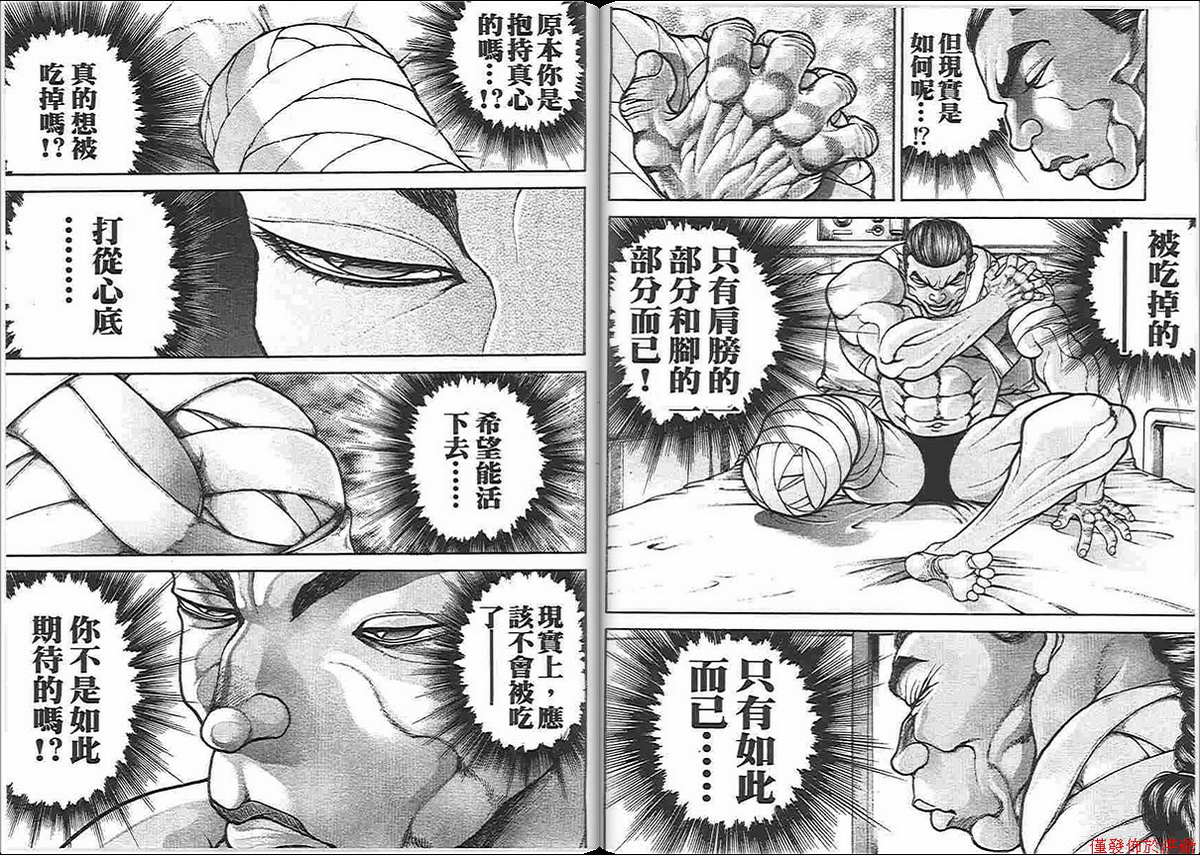 但現實是
如何呢…!?
被吃掉的
——
只有肩膀的一
部分和腳的一
部分而已！
只有如此
而已……
原本你是
抱持真心
的嗎…!?
真的想被
吃掉嗎!?
打從心底
………
希望能活
下去……
現實上，應
該不會被吃
了——
你不是如此
期待的嗎!?
僅發佈於